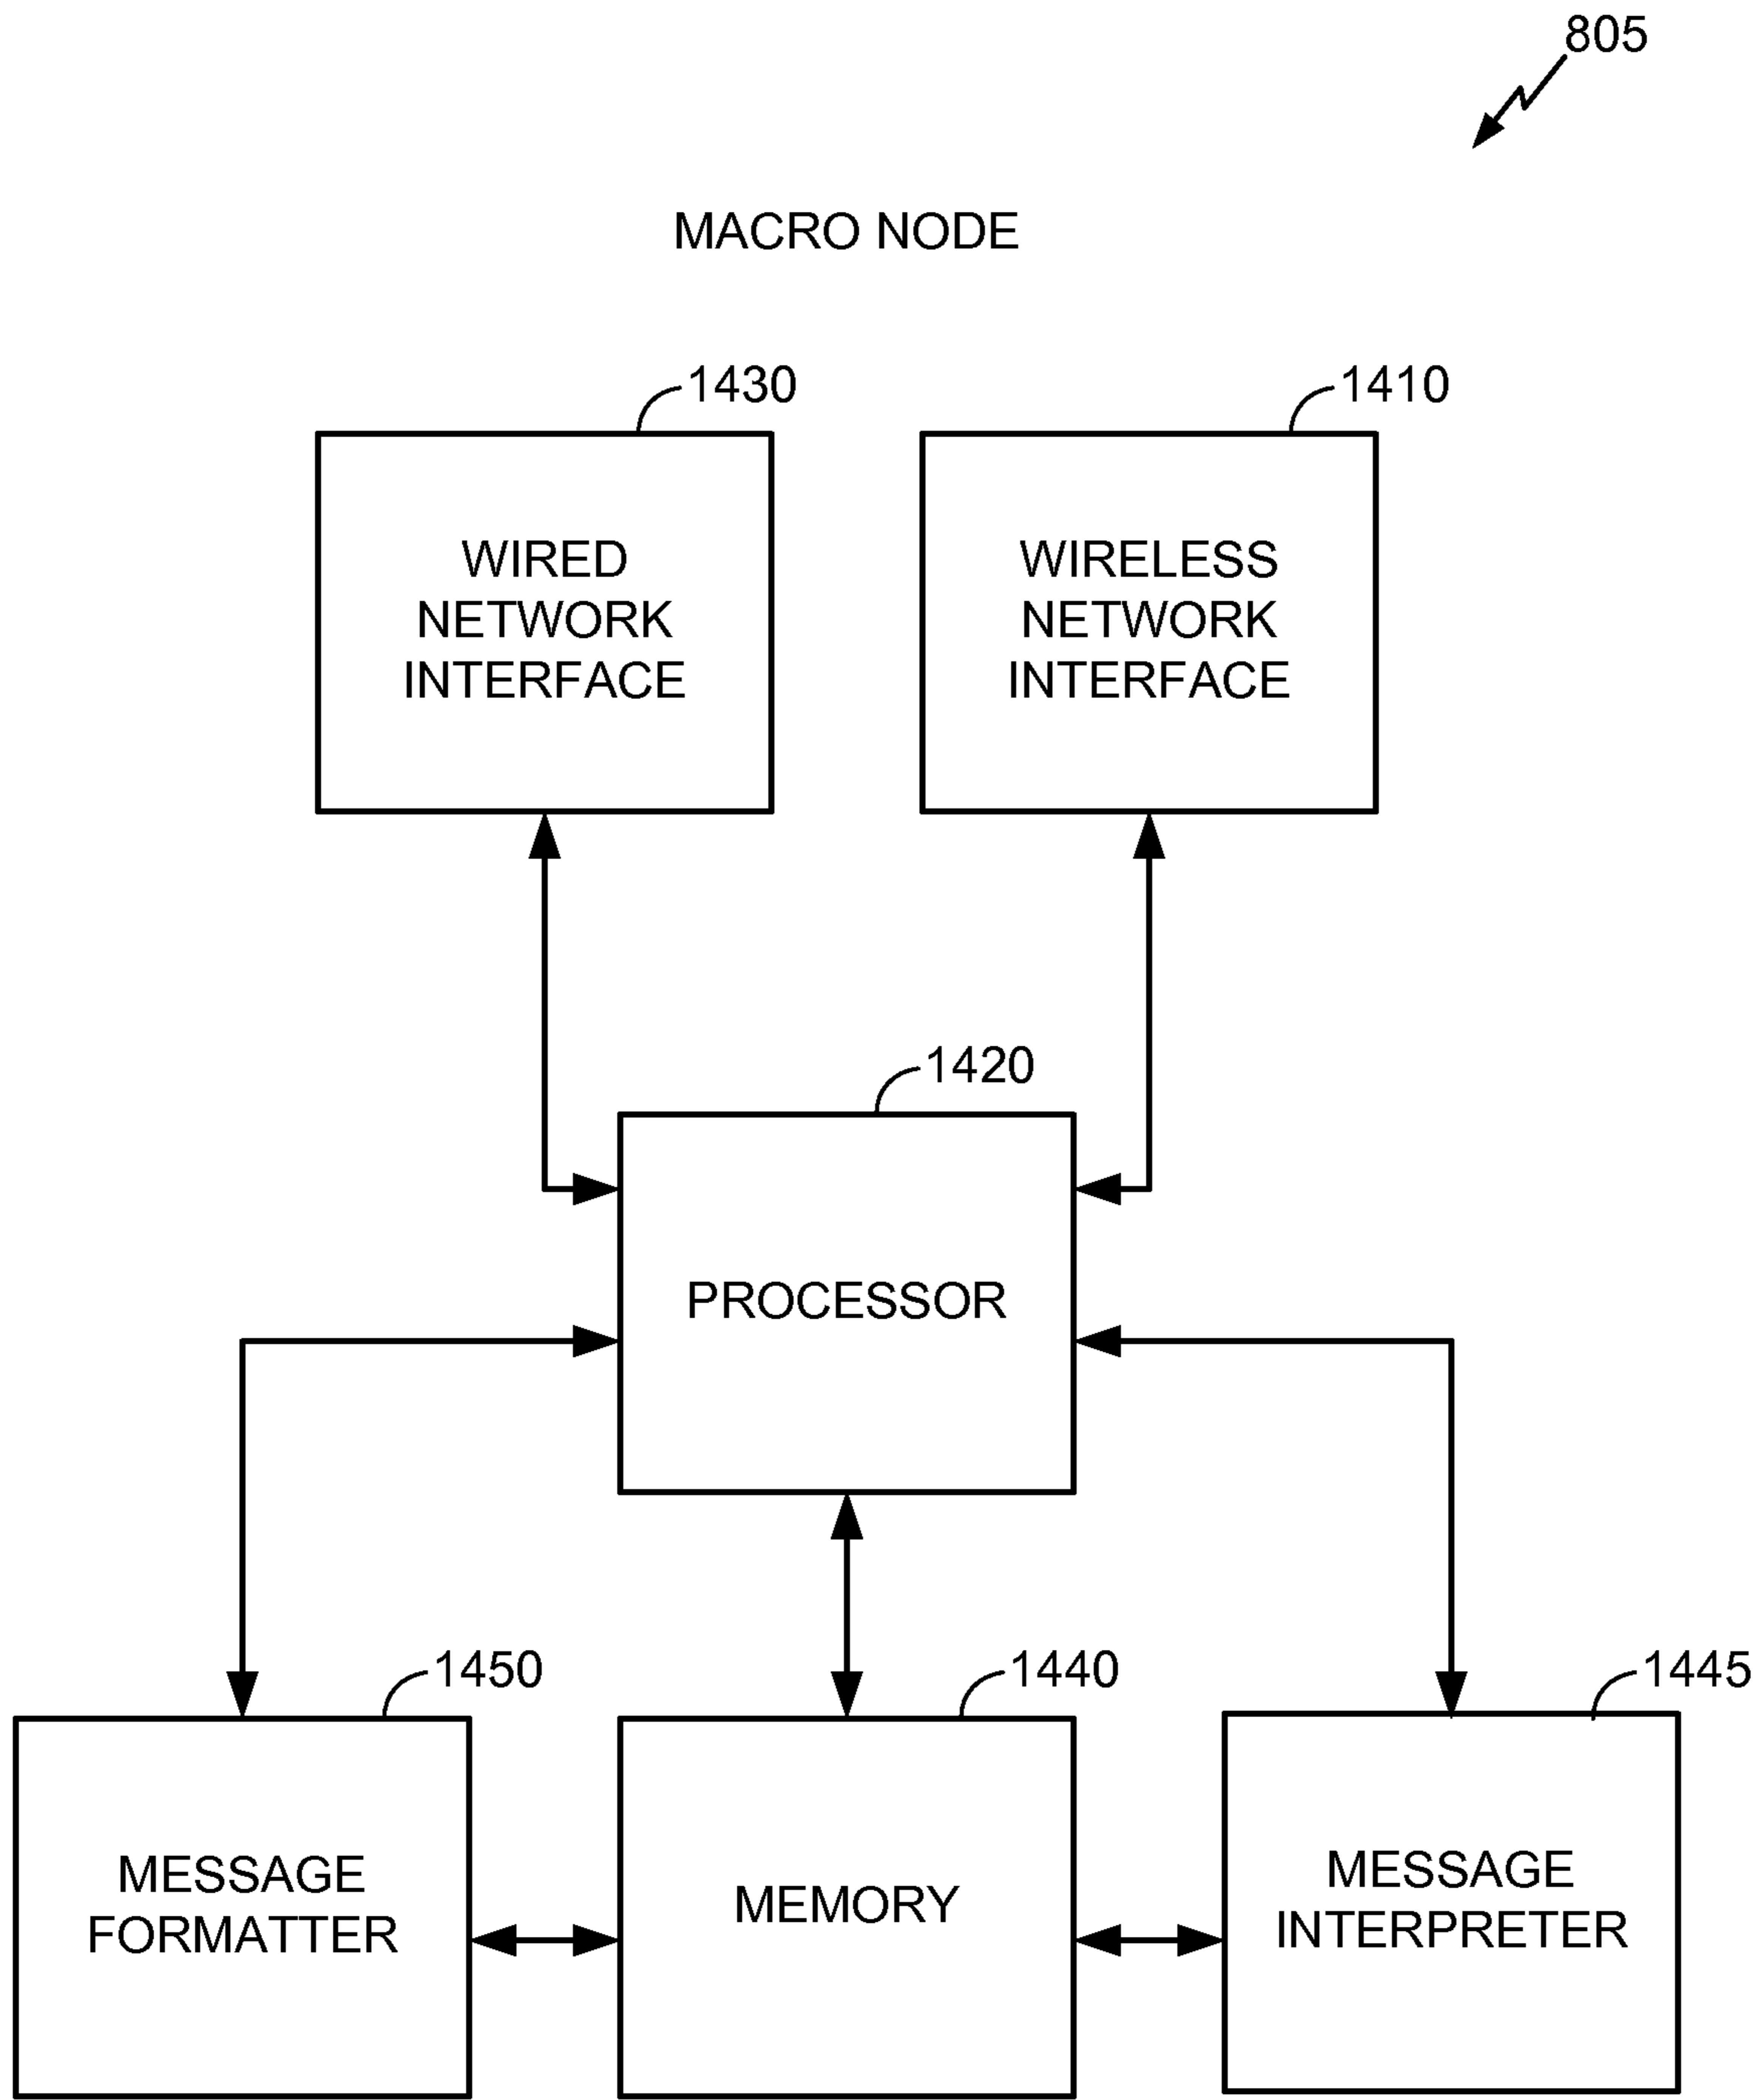 805
MACRO NODE
1430
1410
WIRED
NETWORK
INTERFACE
WIRELESS
NETWORK
INTERFACE
1420
PROCESSOR
1450
1440
1445
MESSAGE
FORMATTER
MEMORY
MESSAGE
INTERPRETER